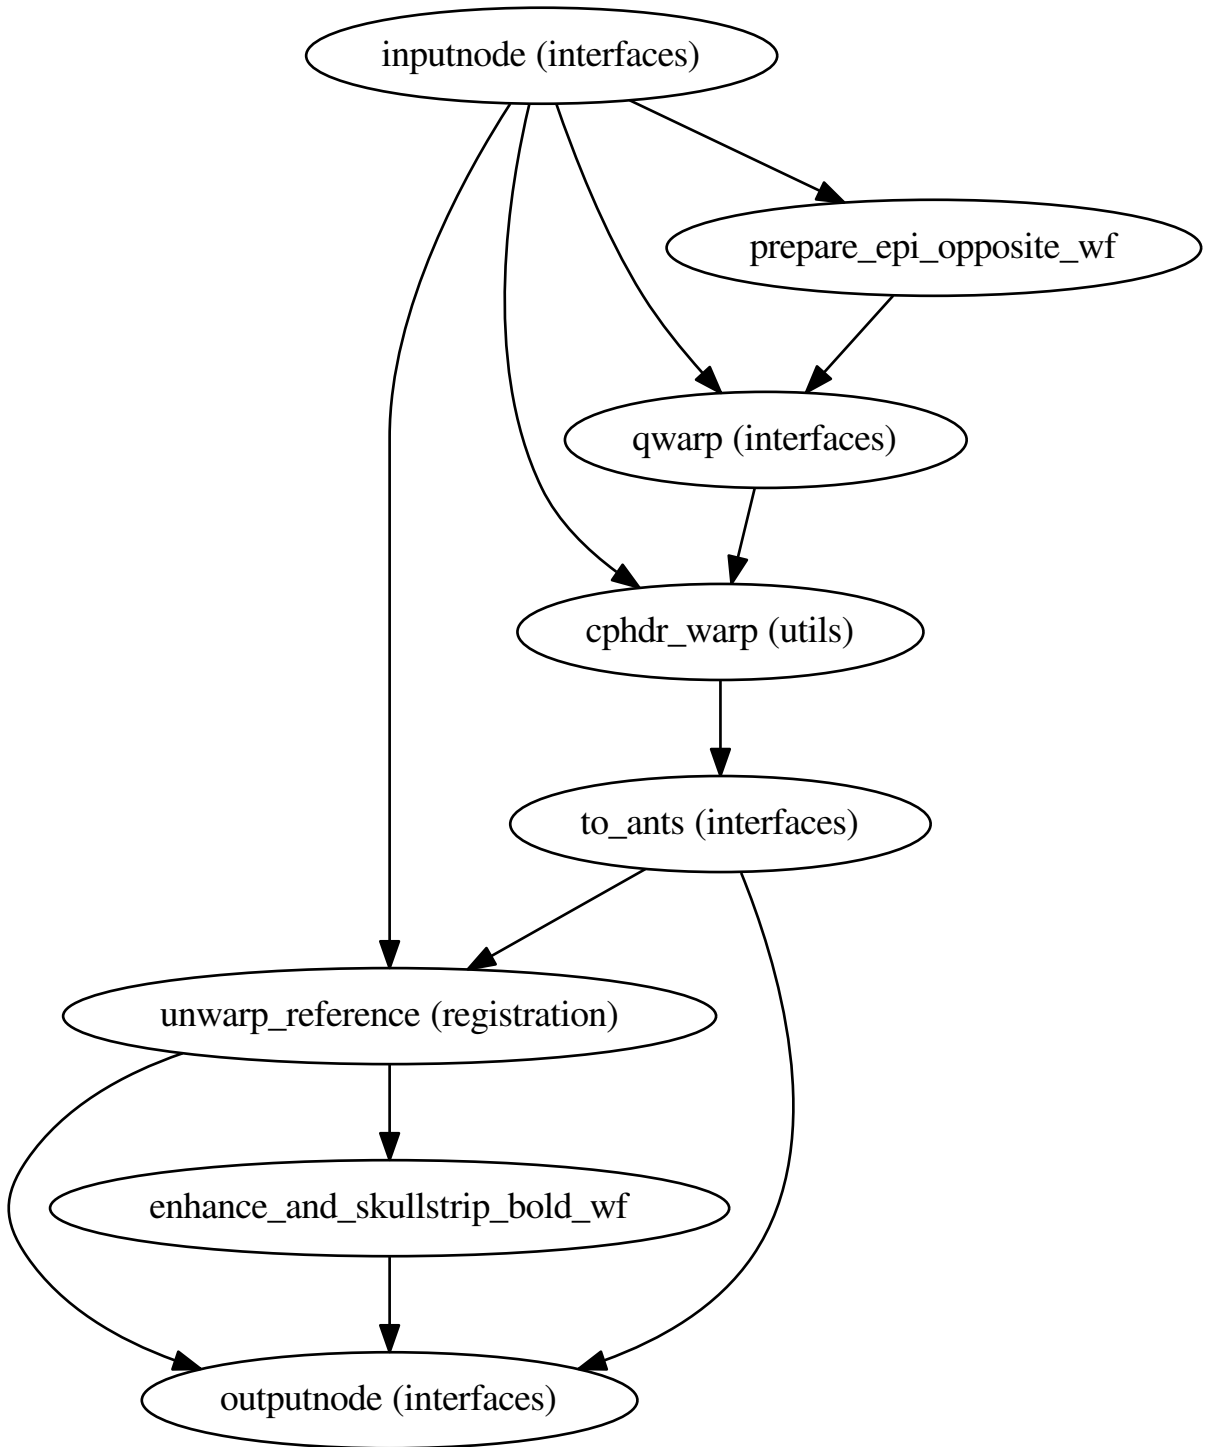 inputnode (interfaces)
prepare_epi_opposite_wf
qwarp (interfaces)
cphdr_warp (utils)
to_ants (interfaces)
unwarp_reference (registration)
enhance_and_skullstrip_bold_wf
outputnode (interfaces)